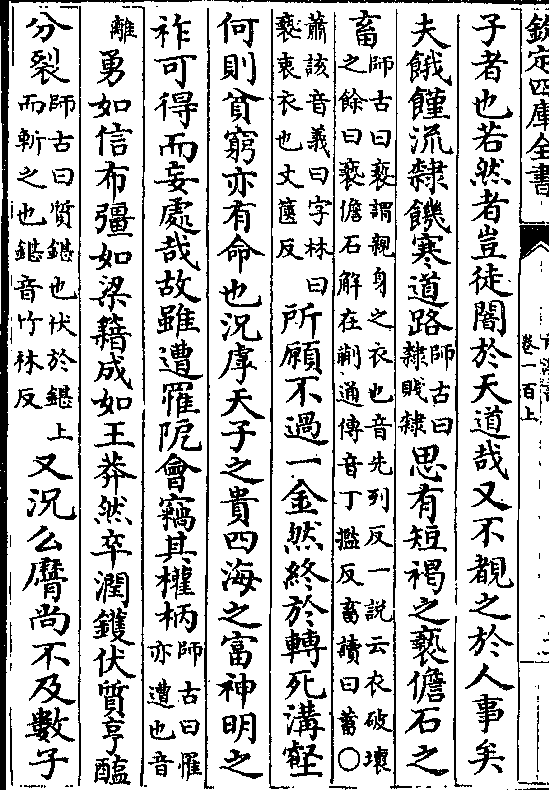 欽定四庫全書
卷一百上
子者也若然者豈徒闇於天道哉又不覩之於人事矣
夫餓饉流隸饑寒道路師古曰隸賤隸思有短褐之褻儋石之
畜師古曰褻謂親身之衣也音先列反一說云衣破壞之餘曰褻儋石解在蒯通傳音丁濫反畜讀曰蓄〇
蕭該音義曰字林曰褻衷衣也丈篋反所願不過一金然終於轉死溝壑
何則貧窮亦有命也況虖天子之貴四海之富神明之
祚可得而妄處哉故雖遭罹阨會竊其權柄師古曰罹亦遭也音
離勇如信布彊如梁籍成如王莽然卒潤鑊伏質亨醢
分裂師古曰質鍖也伏於鍖上而斬之也鍖音竹林反又況么麽尚不及數子